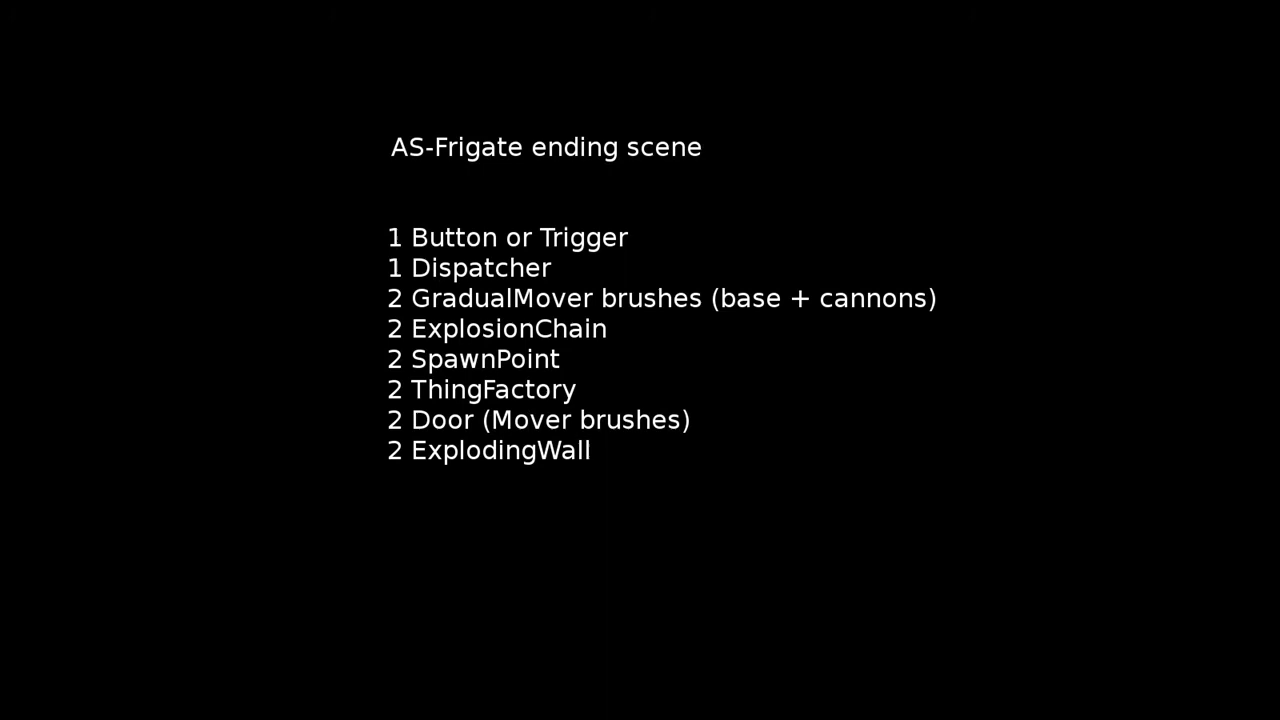 AS-Frigate ending scene
1 Button or Trigger
1 Dispatcher
2 GradualMover brushes (base + cannons)
2 ExplosionChain
2 SpawnPoint
2 ThingFactory
2 Door (Mover brushes)
2 ExplodingWall